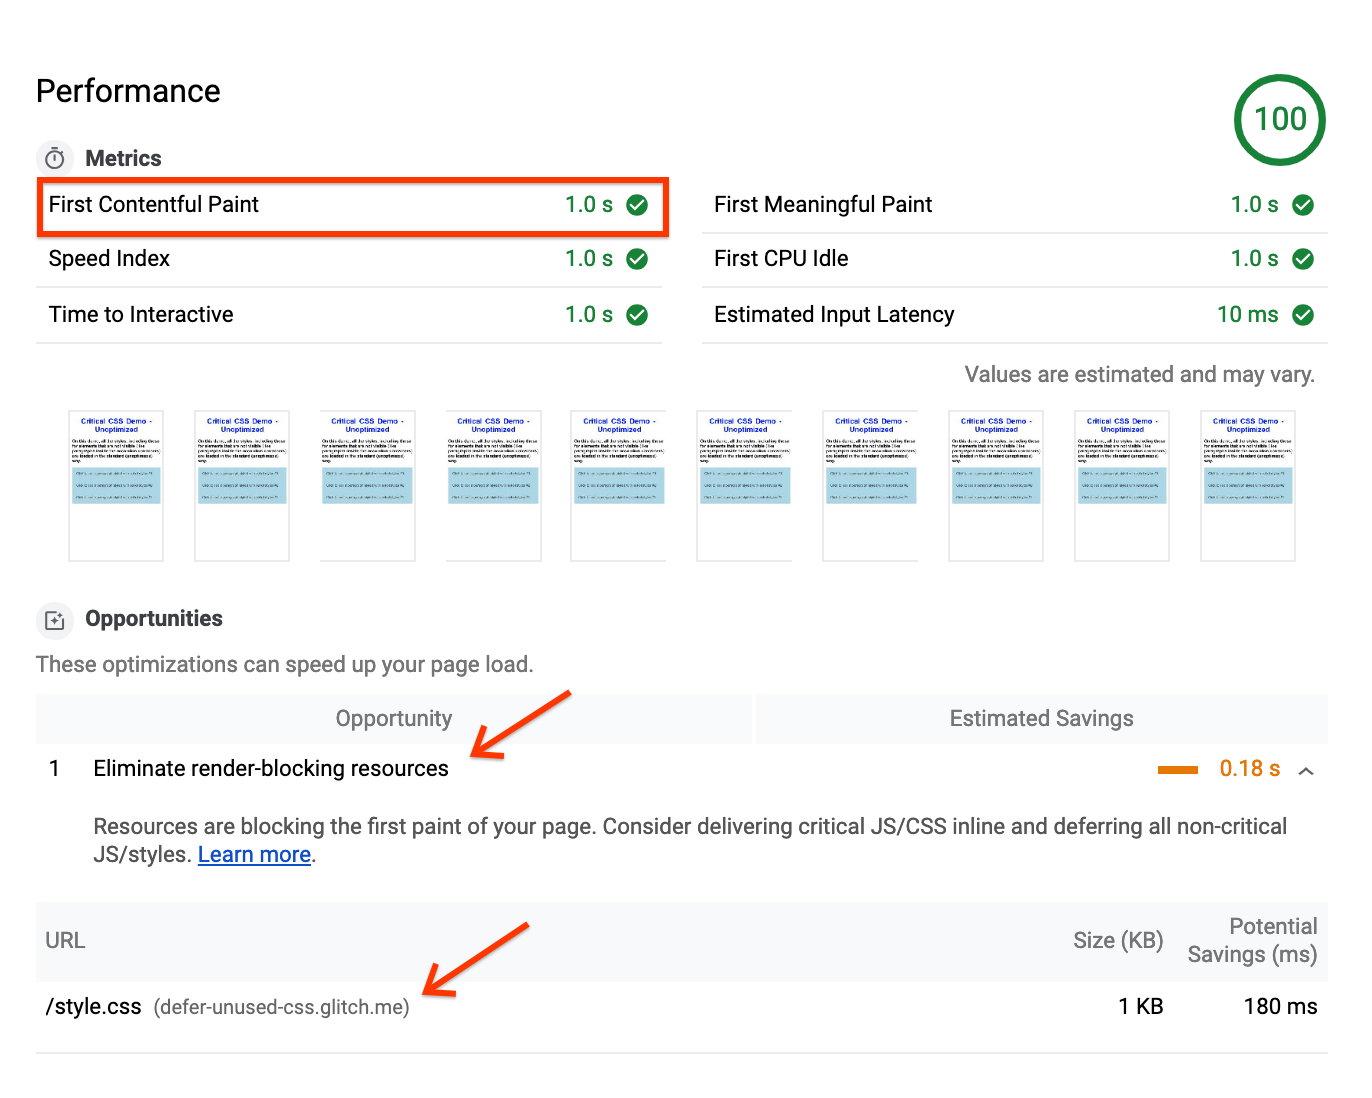 Performance
100
Metrics
First Contentful Paint 1.0 s
First Meaningful Paint 1.0 s
Speed Index 1.0 s
First CPU Idle 1.0 s
Time to Interactive 1.0 s
Estimated Input Latency 10 ms
Values are estimated and may vary.
Critical CSS Demo - Critical CSS Demo - Critical CSS Demo - Critical CSS Demo - Critical CSS Demo - Critical CSS Demo - Critical CSS Demo - Critical CSS Demo - Critical CSS Demo - Critical CSS Demo -
Unoptimized Unoptimized Unoptimized Unoptimized Unoptimized Unoptimized Unoptimized Unoptimized Unoptimized Unoptimized
Opportunities
These optimizations can speed up your page load.
Opportunity Estimated Savings
1 Eliminate render-blocking resources 0.18 s
Resources are blocking the first paint of your page. Consider delivering critical JS/CSS inline and deferring all non-critical
JS/styles. Learn more.
URL Size (KB) Potential
Savings (ms)
/style.css (defer-unused-css.glitch.me) 1 KB 180 ms